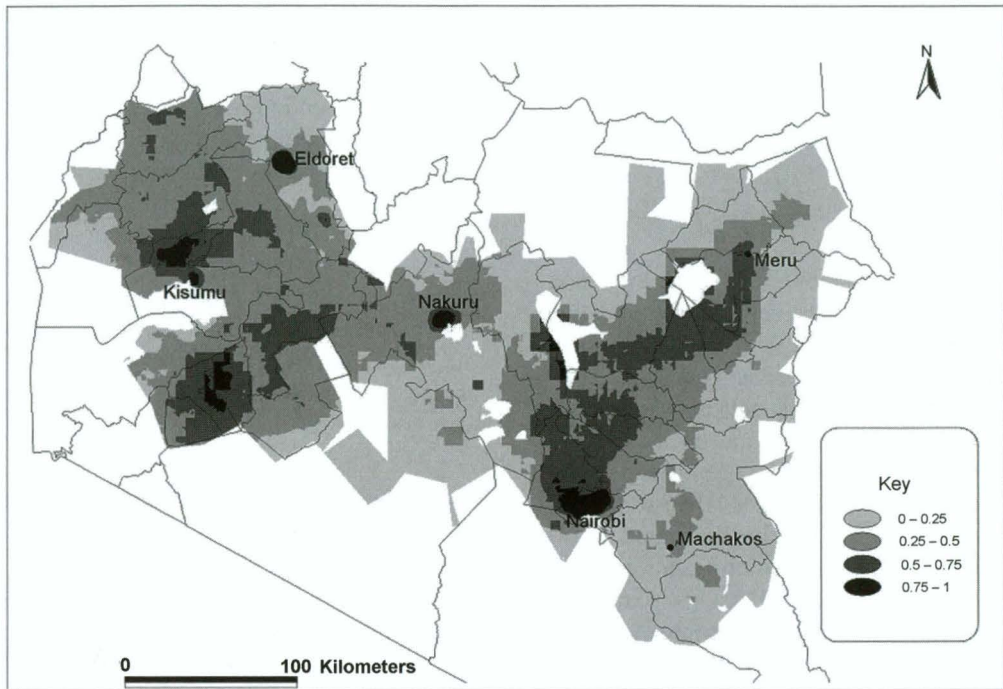 N
Eldoret
Meru
Kisumu
Nakuru
Nairobi
Machakos
Key
0 – 0.25
0.25 – 0.5
0.5 – 0.75
0.75 – 1
0 100 Kilometers